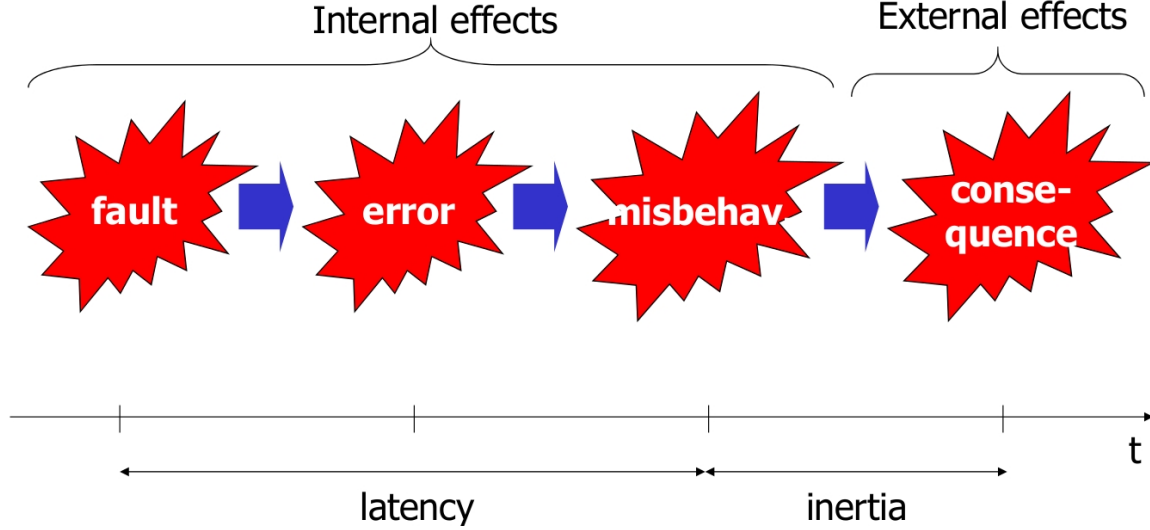 Internal effects
External effects
fault
error
misbehav.
conse-
quence
t
latency
inertia